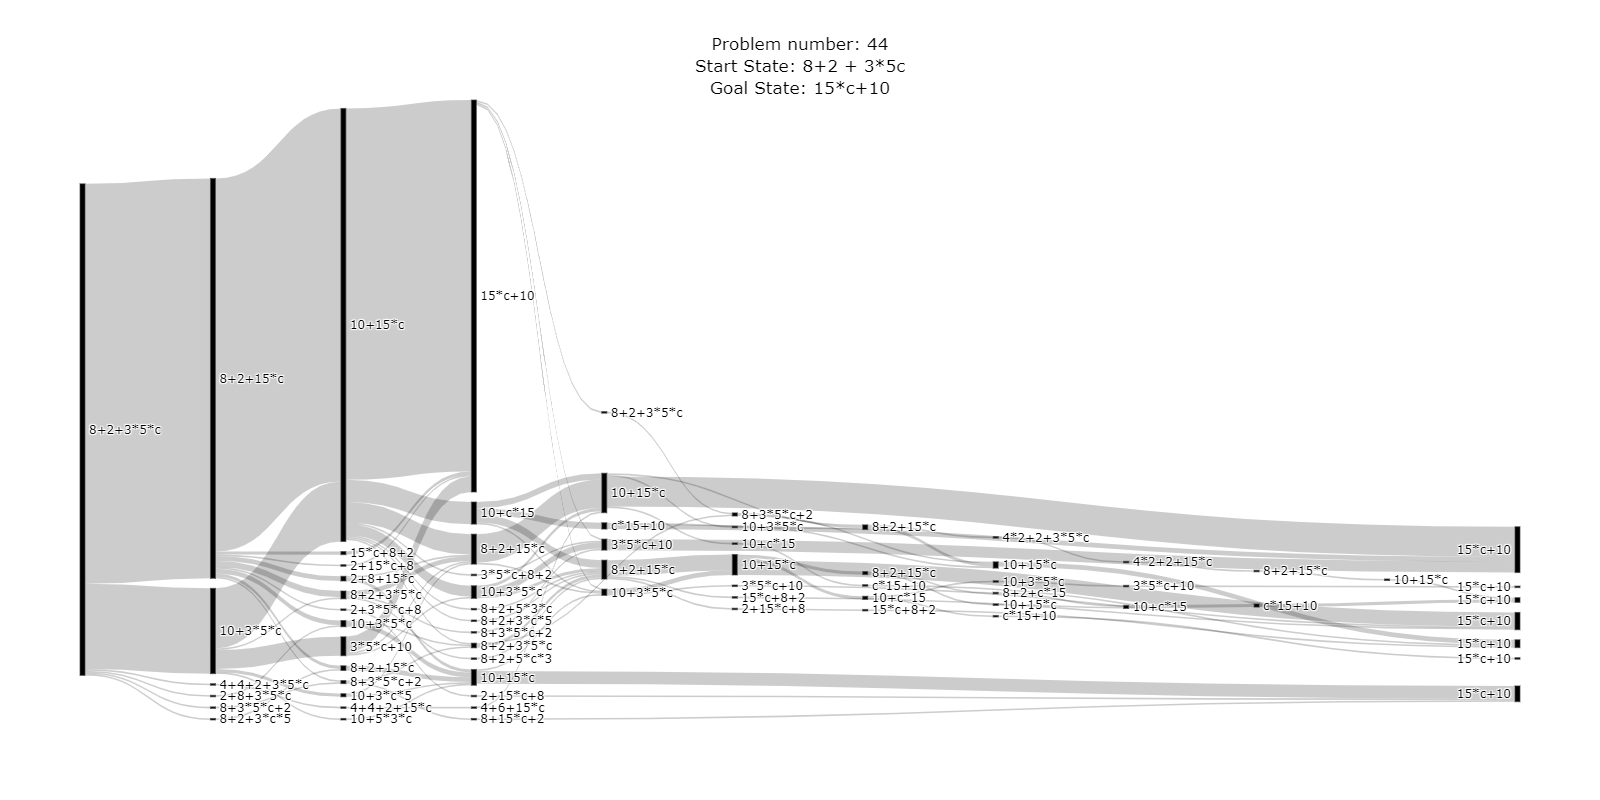 Problem number: 44
Start State: 8+2 + 3*5c
Goal State: 15*c+10
8+2+3*5*c
8+2+15*c
10+3*5*c
4+4+2+3*5*c
2+8+3*5*c
8+3*5*c+2
8+2+3*c*5
10+15*c
15*c+8+2
2+15*c+8
2+8+15*c
8+2+3*5*c
2+3*5*c+8
10+3*5*c
3*5*c+10
8+2+15*c
8+3*5*c+2
10+3*c*5
4+4+2+15*c
10+5*3*c
15*c+10
10+c*15
8+2+15*c
3*5*c+8+2
10+3*5*c
8+2+5*3*c
8+2+3*c*5
8+3*5*c+2
8+2+3*5*c
8+2+5*c*3
10+15*c
2+15*c+8
4+6+15*c
8+15*c+2
8+2+3*5*c
10+15*c
c*15+10
3*5*c+10
8+2+15*c
10+3*5*c
8+3*5*c+2
10+3*5*c
10+c*15
10+15*c
3*5*c+10
15*c+8+2
2+15*c+8
8+2+15*c
8+2+15*c
c*15+10
10+c*15
15*c+8+2
4*2+2+3*5*c
10+15*c
10+3*5*c
8+2+c*15
10+15*c
c*15+10
4*2+2+15*c
3*5*c+10
10+c*15
8+2+15*c
c*15+10
10+15*c
15*c+10
15*c+10
15*c+10
15*c+10
15*c+10
15*c+10
15*c+10